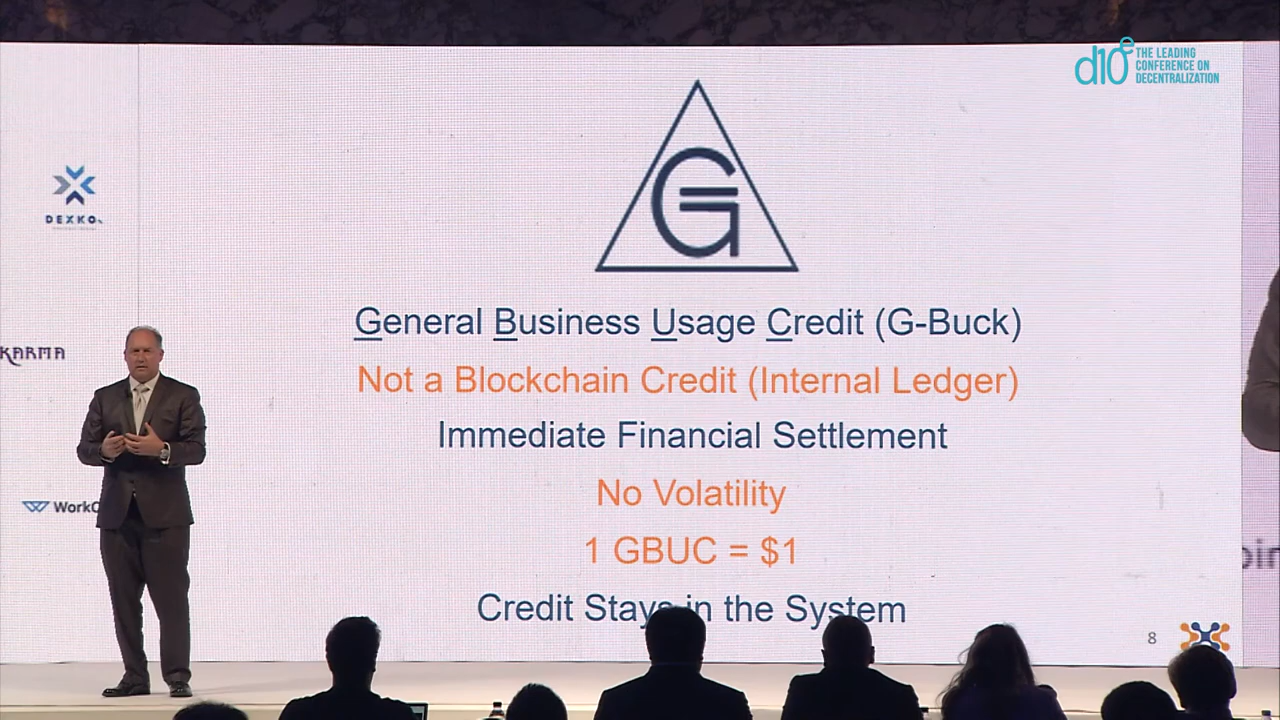 d10e THE LEADING
CONFERENCE ON
DECENTRALIZATION
DEXKO
KARMA
General Business Usage Credit (G-Buck)
Not a Blockchain Credit (Internal Ledger)
Immediate Financial Settlement
No Volatility
1 GBUC = $1
Credit Stays in the System
8